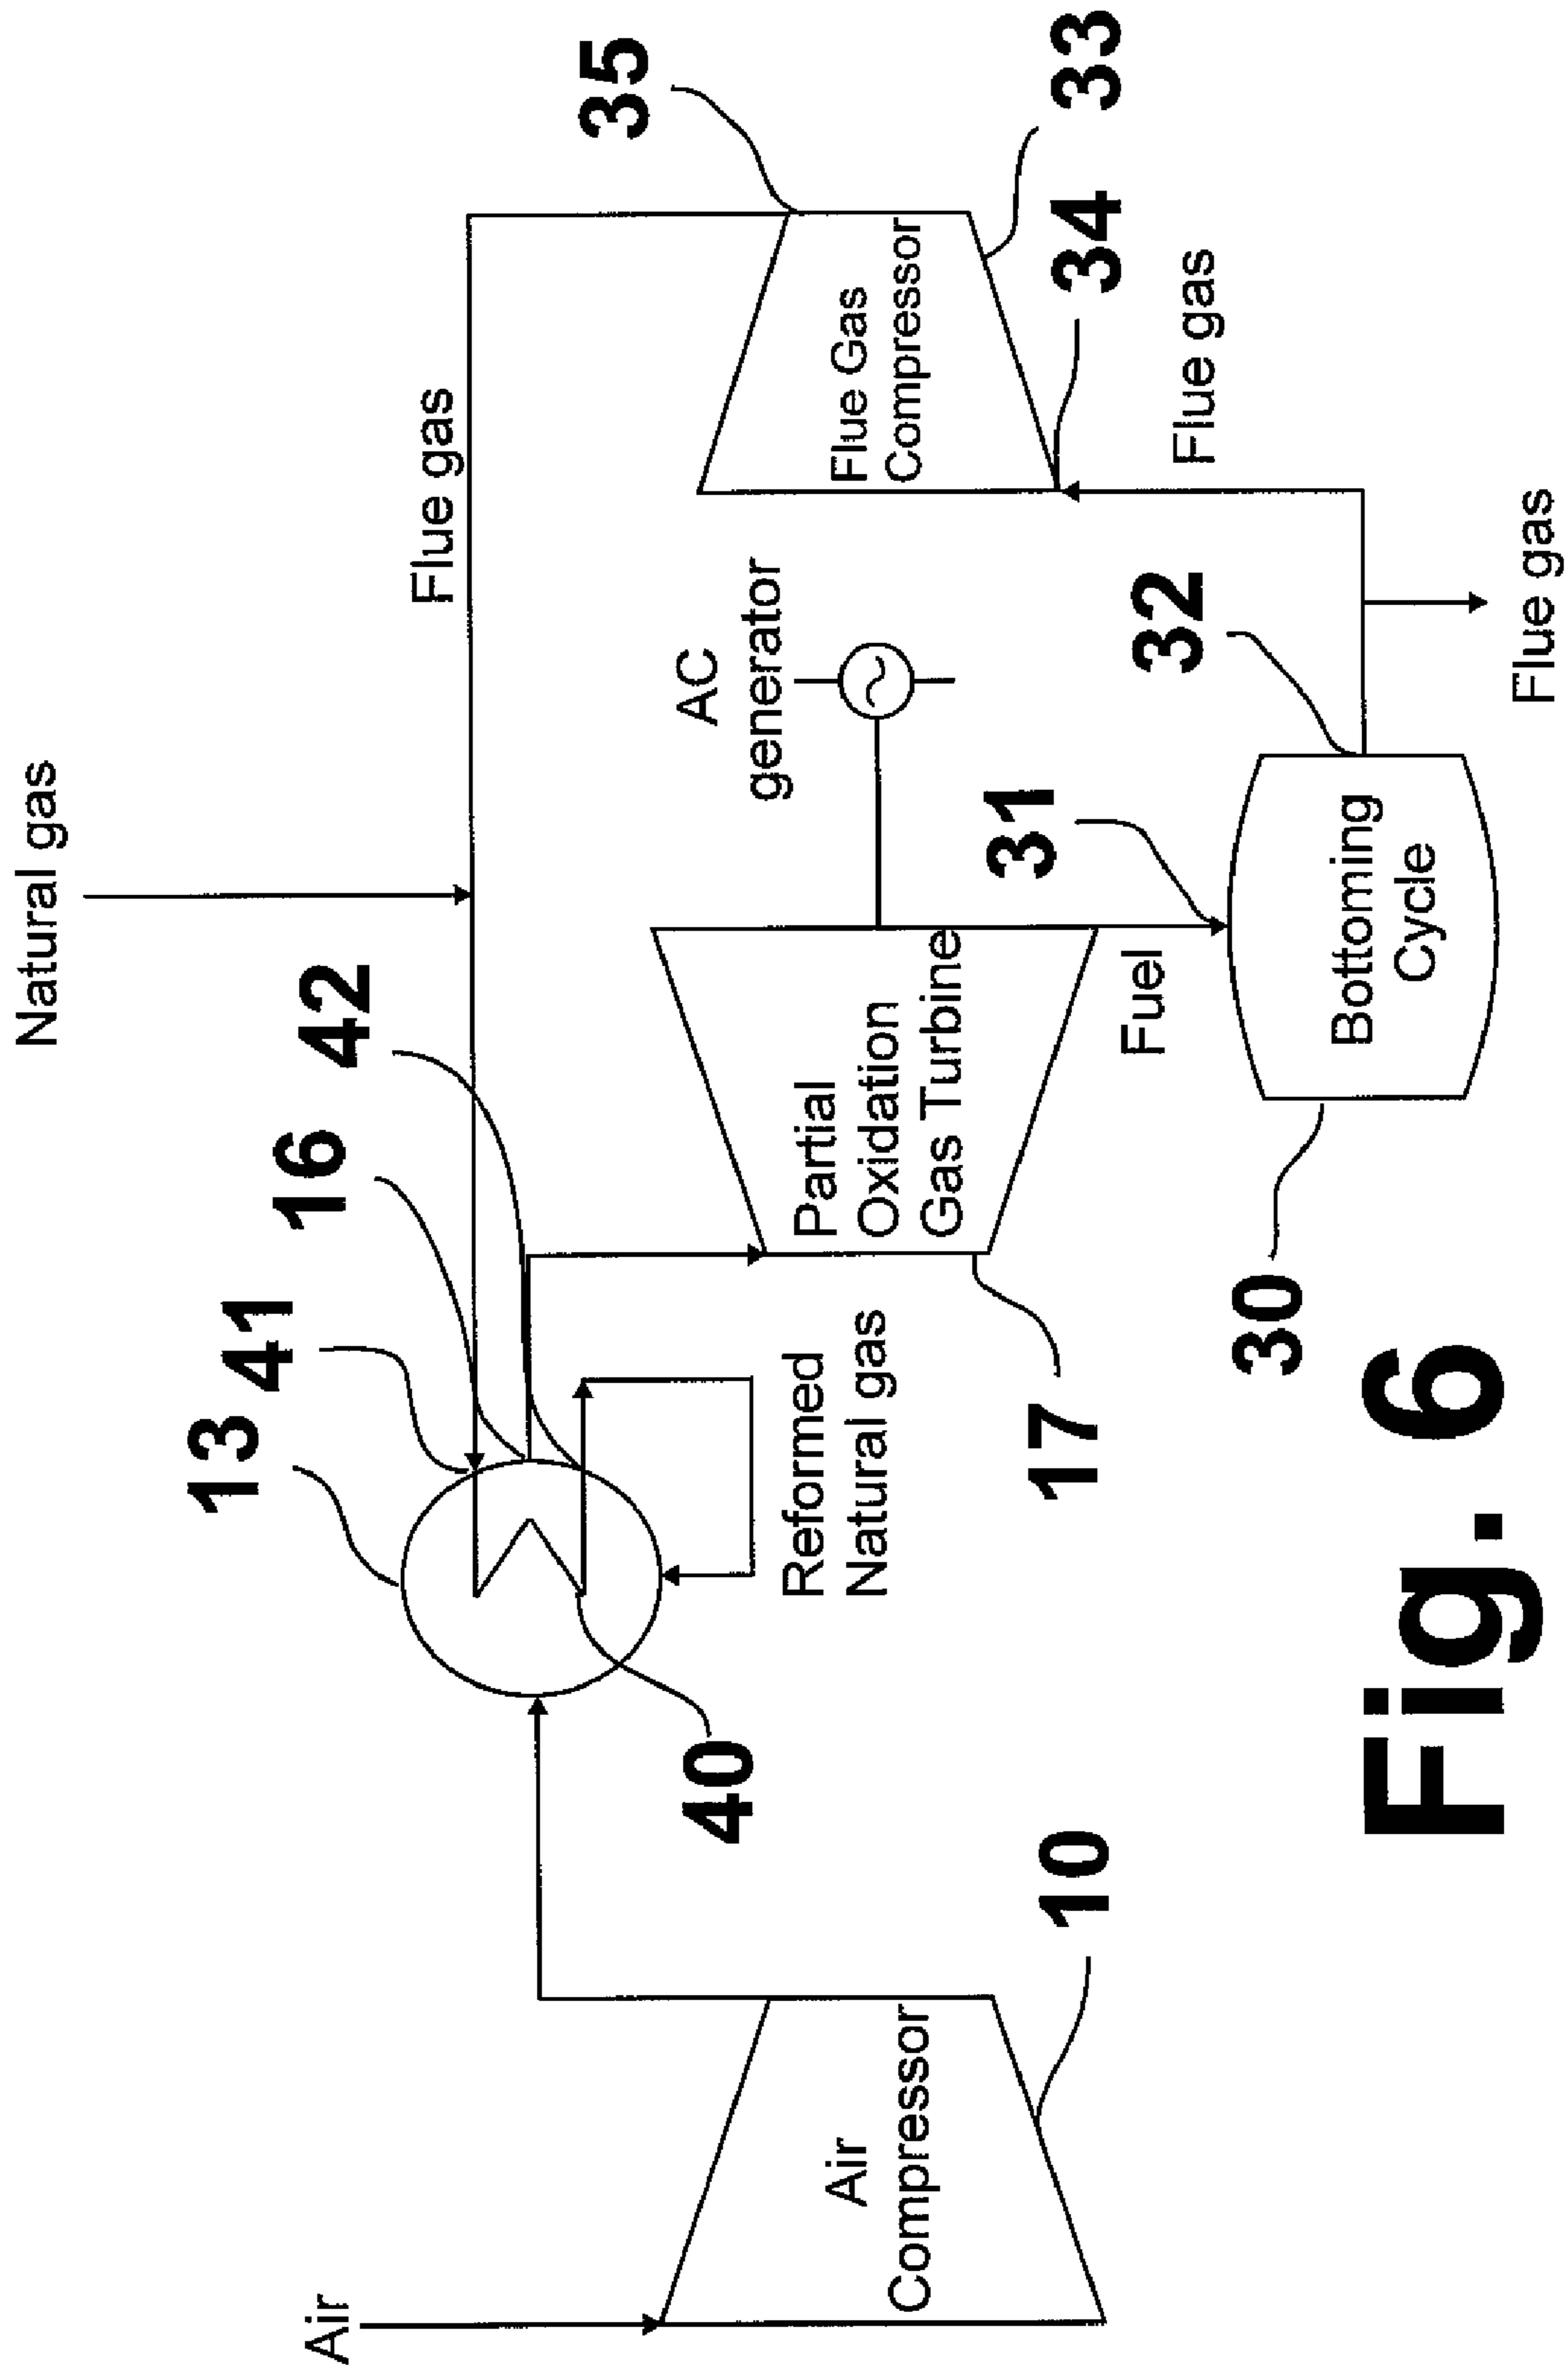 Natural gas
Flue gas
35
Flue Gas
Compressor
33
34
Flue gas
AC
generator
32
Flue gas
42
16
41
13
Partial
Oxidation
Gas Turbine
31
Fuel
Bottoming
Cycle
30
17
Reformed
Natural gas
40
Air
Air
Compressor
10
Fig. 6